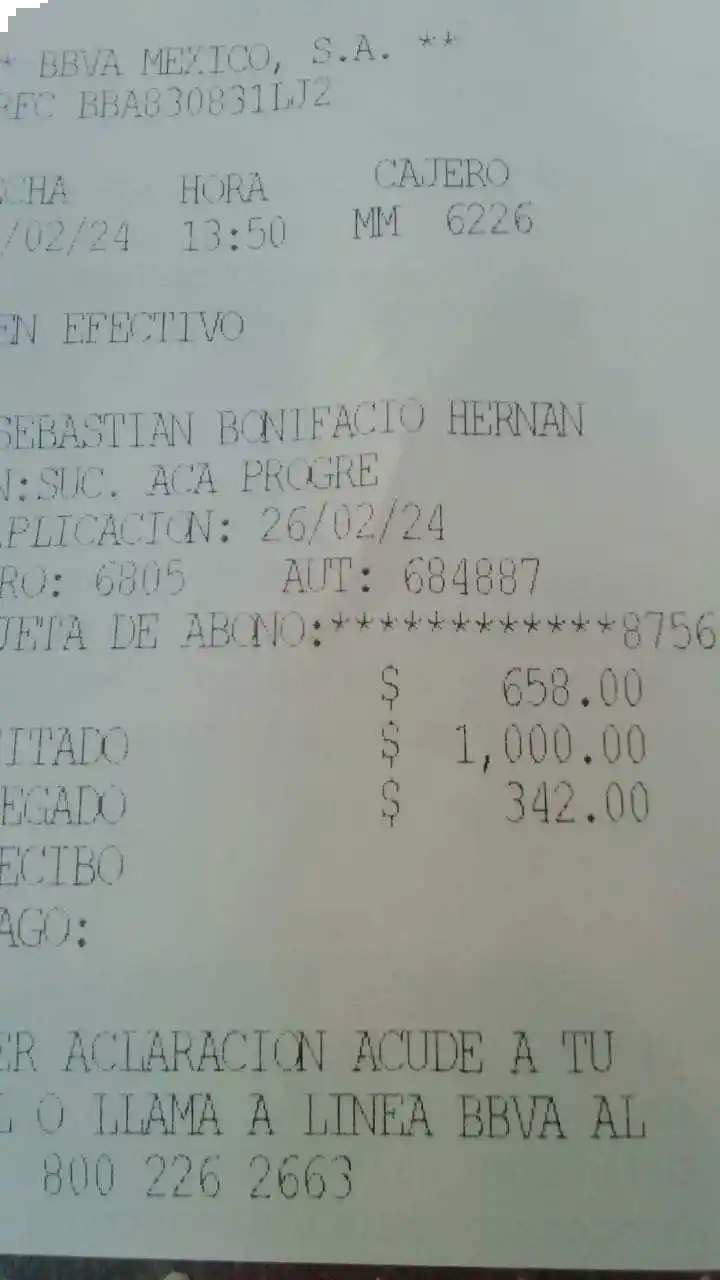 * BBVA MEXICO, S.A. **
RFC BBA830831LJ2
CHA HORA CAJERO
/02/24 13:50 MM 6226
EN EFECTIVO
SEBASTIAN BONIFACIO HERNAN
N:SUC. ACA PROGRE
PLICACION: 26/02/24
RO: 6805 AUT: 684887
JETA DE ABONO:************8756
$ 658.00
ITADO $ 1,000.00
EGADO $ 342.00
ECIBO
AGO:
ER ACLARACION ACUDE A TU
L O LLAMA A LINEA BBVA AL
800 226 2663